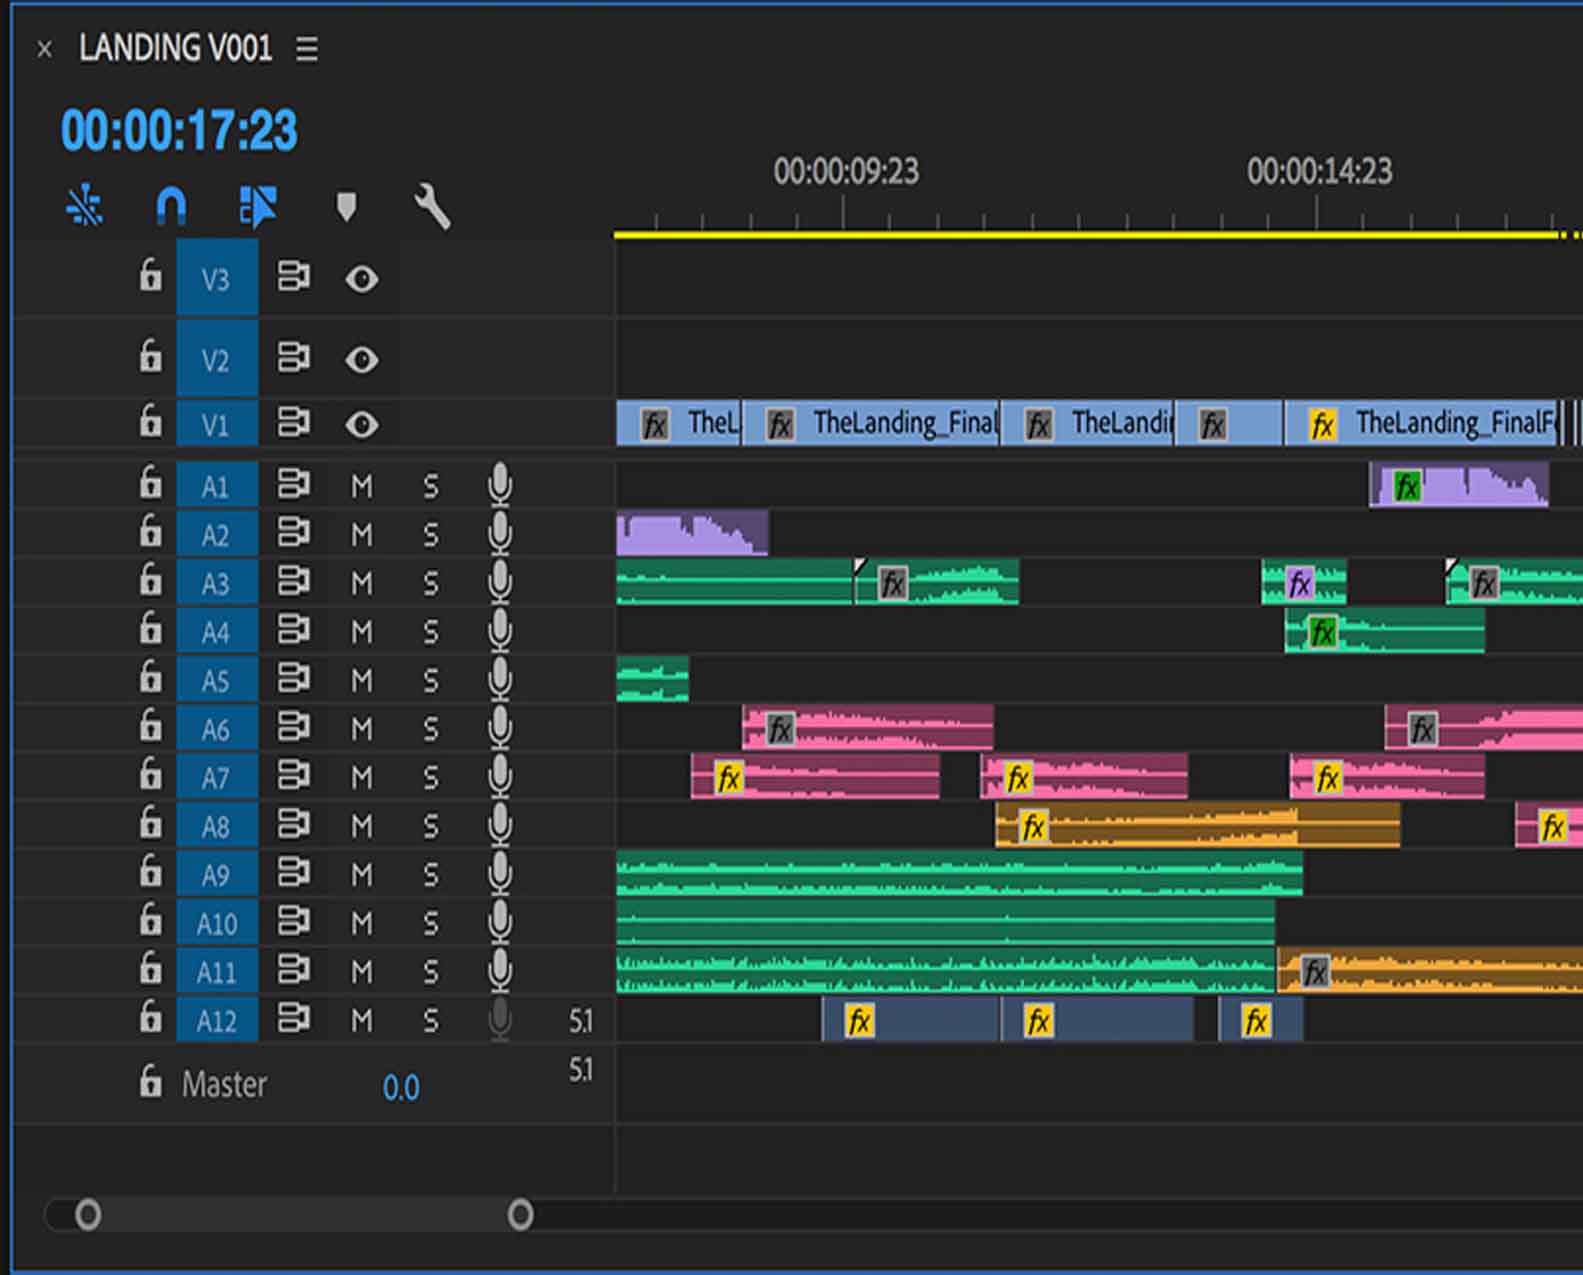 × LANDING V001
00:00:17:23
00:00:09:23 00:00:14:23
V3
V2
V1 fx TheL fx TheLanding_Final fx TheLandi fx fx TheLanding_FinalF
A1 M S fx
A2 M S
A3 M S fx fx fx
A4 M S fx
A5 M S
A6 M S fx fx
A7 M S fx fx fx
A8 M S fx fx
A9 M S
A10 M S
A11 M S fx
A12 M S 5.1 fx fx fx
5.1
Master 0.0